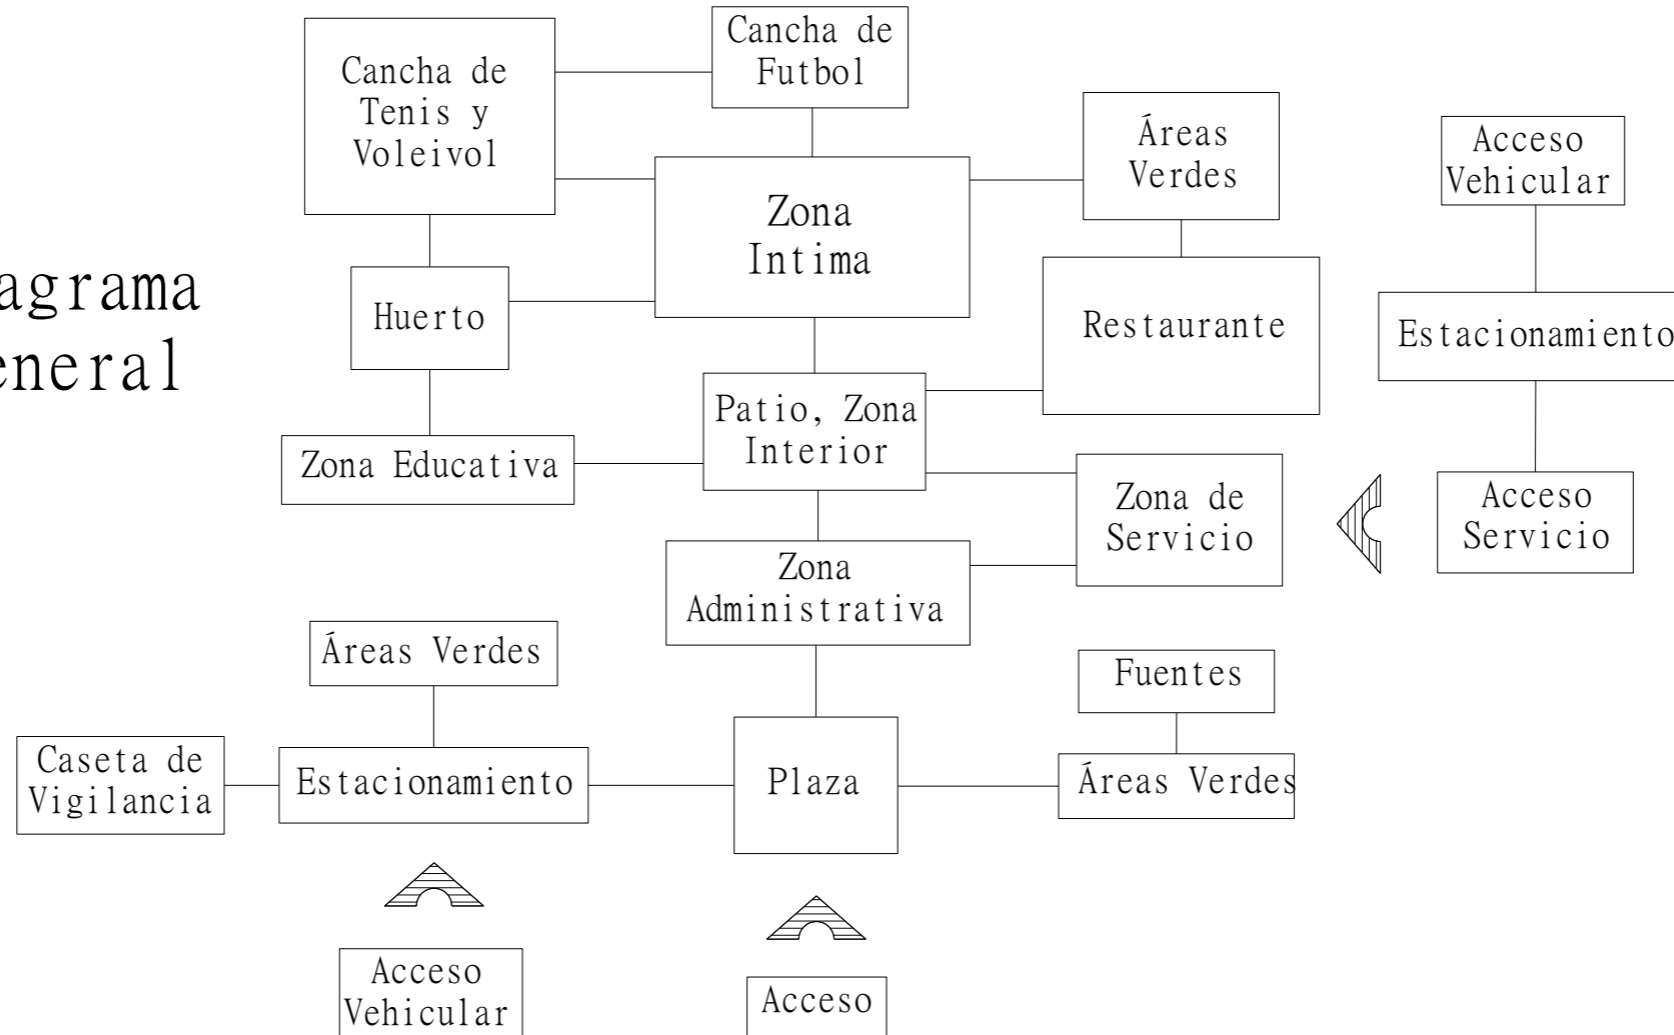 Cancha de
Futbol
Cancha de
Tenis y
Voleivol
Áreas
Verdes
Acceso
Vehicular
Zona
Intima
agrama
eneral
Huerto
Restaurante
Estacionamiento
Patio, Zona
Interior
Zona Educativa
Zona de
Servicio
Acceso
Servicio
Zona
Administrativa
Áreas Verdes
Fuentes
Caseta de
Vigilancia
Estacionamiento
Plaza
Áreas Verdes
Acceso
Vehicular
Acceso